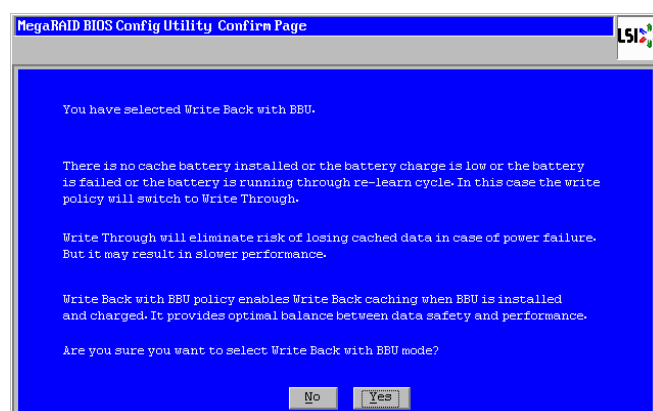 MegaRAID BIOS Config Utility Confirm Page
LSI
You have selected Write Back with BBU.
There is no cache battery installed or the battery charge is low or the battery
is failed or the battery is running through re-learn cycle. In this case the write
policy will switch to Write Through.
Write Through will eliminate risk of losing cached data in case of power failure.
But it may result in slower performance.
Write Back with BBU policy enables Write Back caching when BBU is installed
and charged. It provides optimal balance between data safety and performance.
Are you sure you want to select Write Back with BBU mode?
No Yes